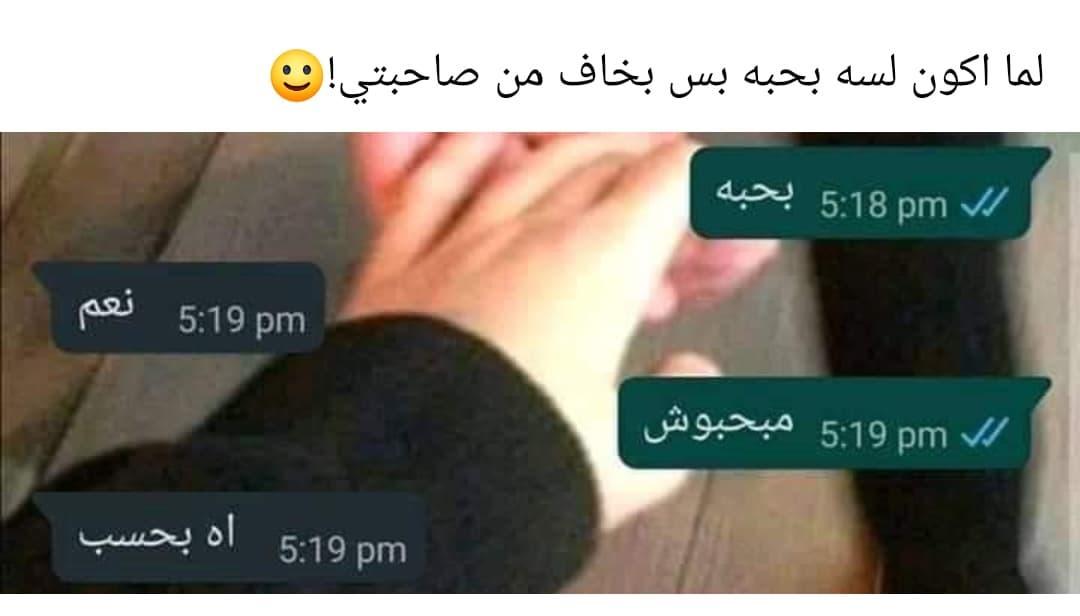 لما اكون لسه بحبه بس بخاف من صاحبتي!🙂
بحبه 5:18 pm
نعم 5:19 pm
مبحبوش 5:19 pm
اه بحسب 5:19 pm